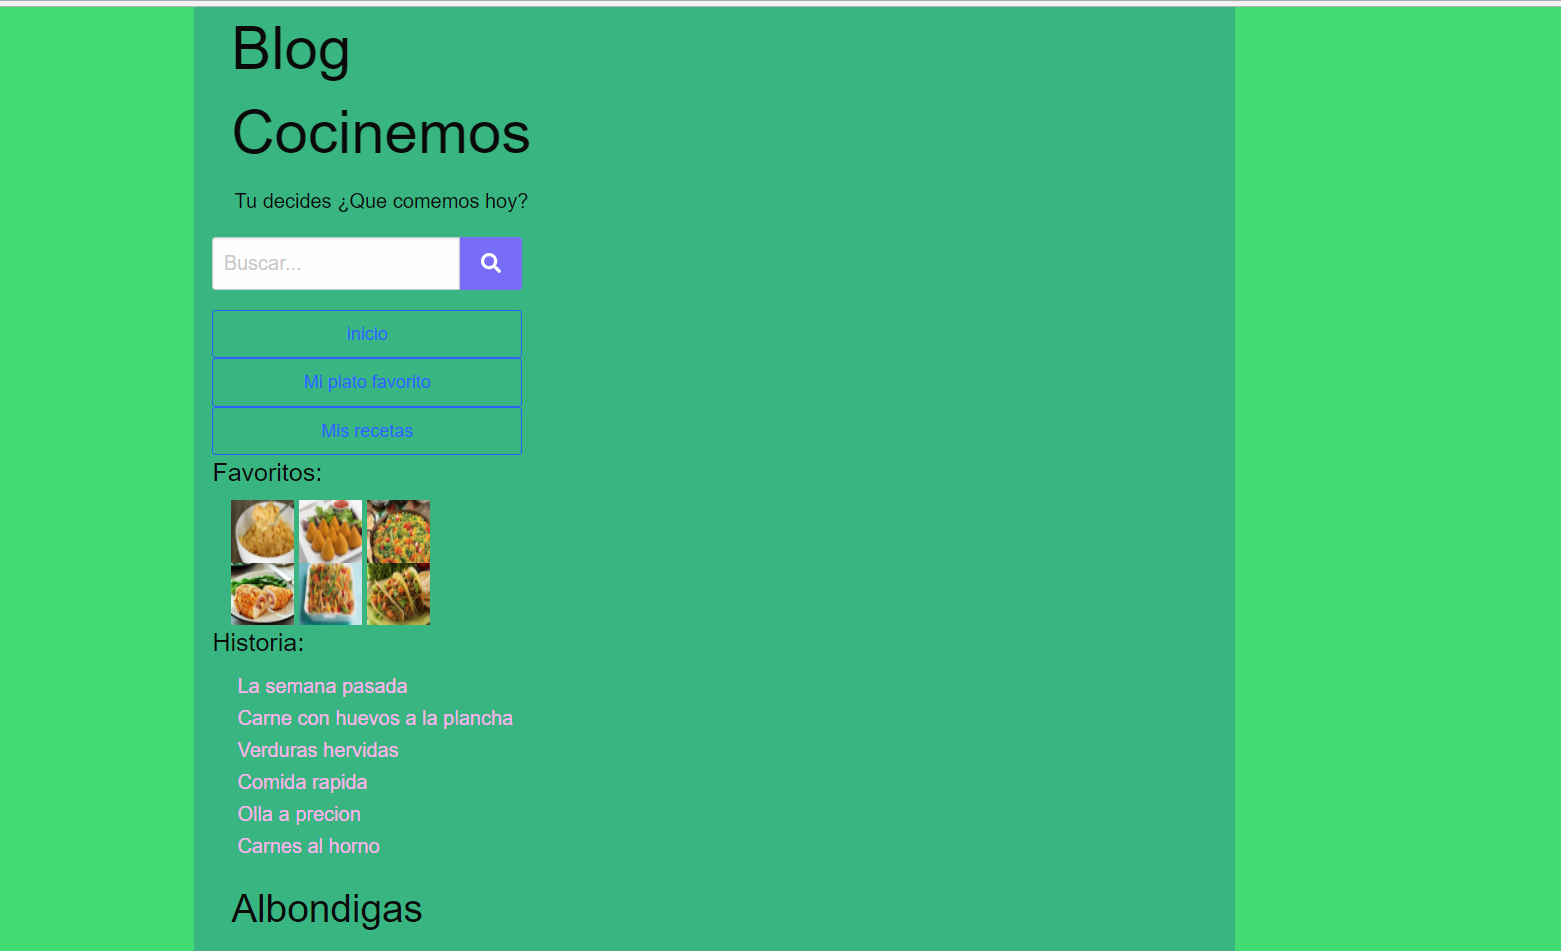 Blog
Cocinemos
Tu decides ¿Que comemos hoy?
Buscar...
inicio
Mi plato favorito
Mis recetas
Favoritos:
Historia:
La semana pasada
Carne con huevos a la plancha
Verduras hervidas
Comida rapida
Olla a precion
Carnes al horno
Albondigas